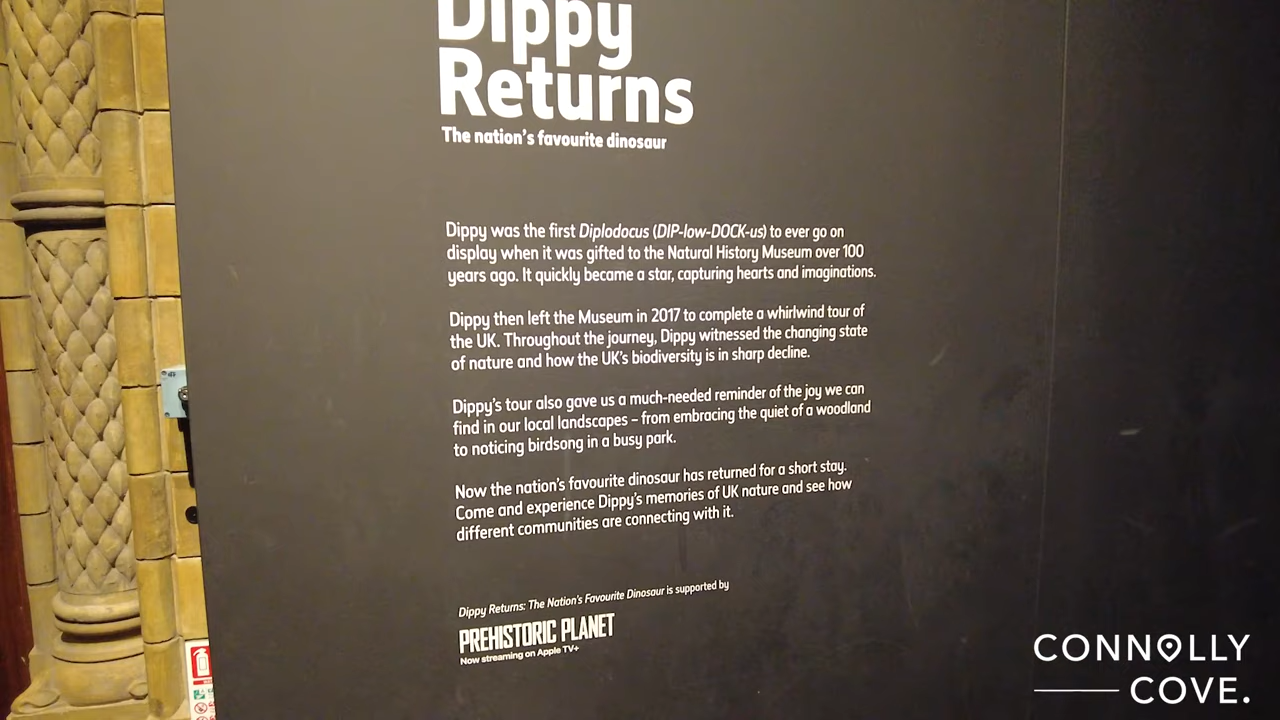 Dippy
Returns
The nation's favourite dinosaur
Dippy was the first Diplodocus (DIP-low-DOCK-us) to ever go on
display when it was gifted to the Natural History Museum over 100
years ago. It quickly became a star, capturing hearts and imaginations.
Dippy then left the Museum in 2017 to complete a whirlwind tour of
the UK. Throughout the journey, Dippy witnessed the changing state
of nature and how the UK's biodiversity is in sharp decline.
Dippy's tour also gave us a much-needed reminder of the joy we can
find in our local landscapes – from embracing the quiet of a woodland
to noticing birdsong in a busy park.
Now the nation's favourite dinosaur has returned for a short stay.
Come and experience Dippy's memories of UK nature and see how
different communities are connecting with it.
Dippy Returns: The Nation's Favourite Dinosaur is supported by
PREHISTORIC PLANET
Now streaming on Apple TV+
CONNOLLY
COVE.